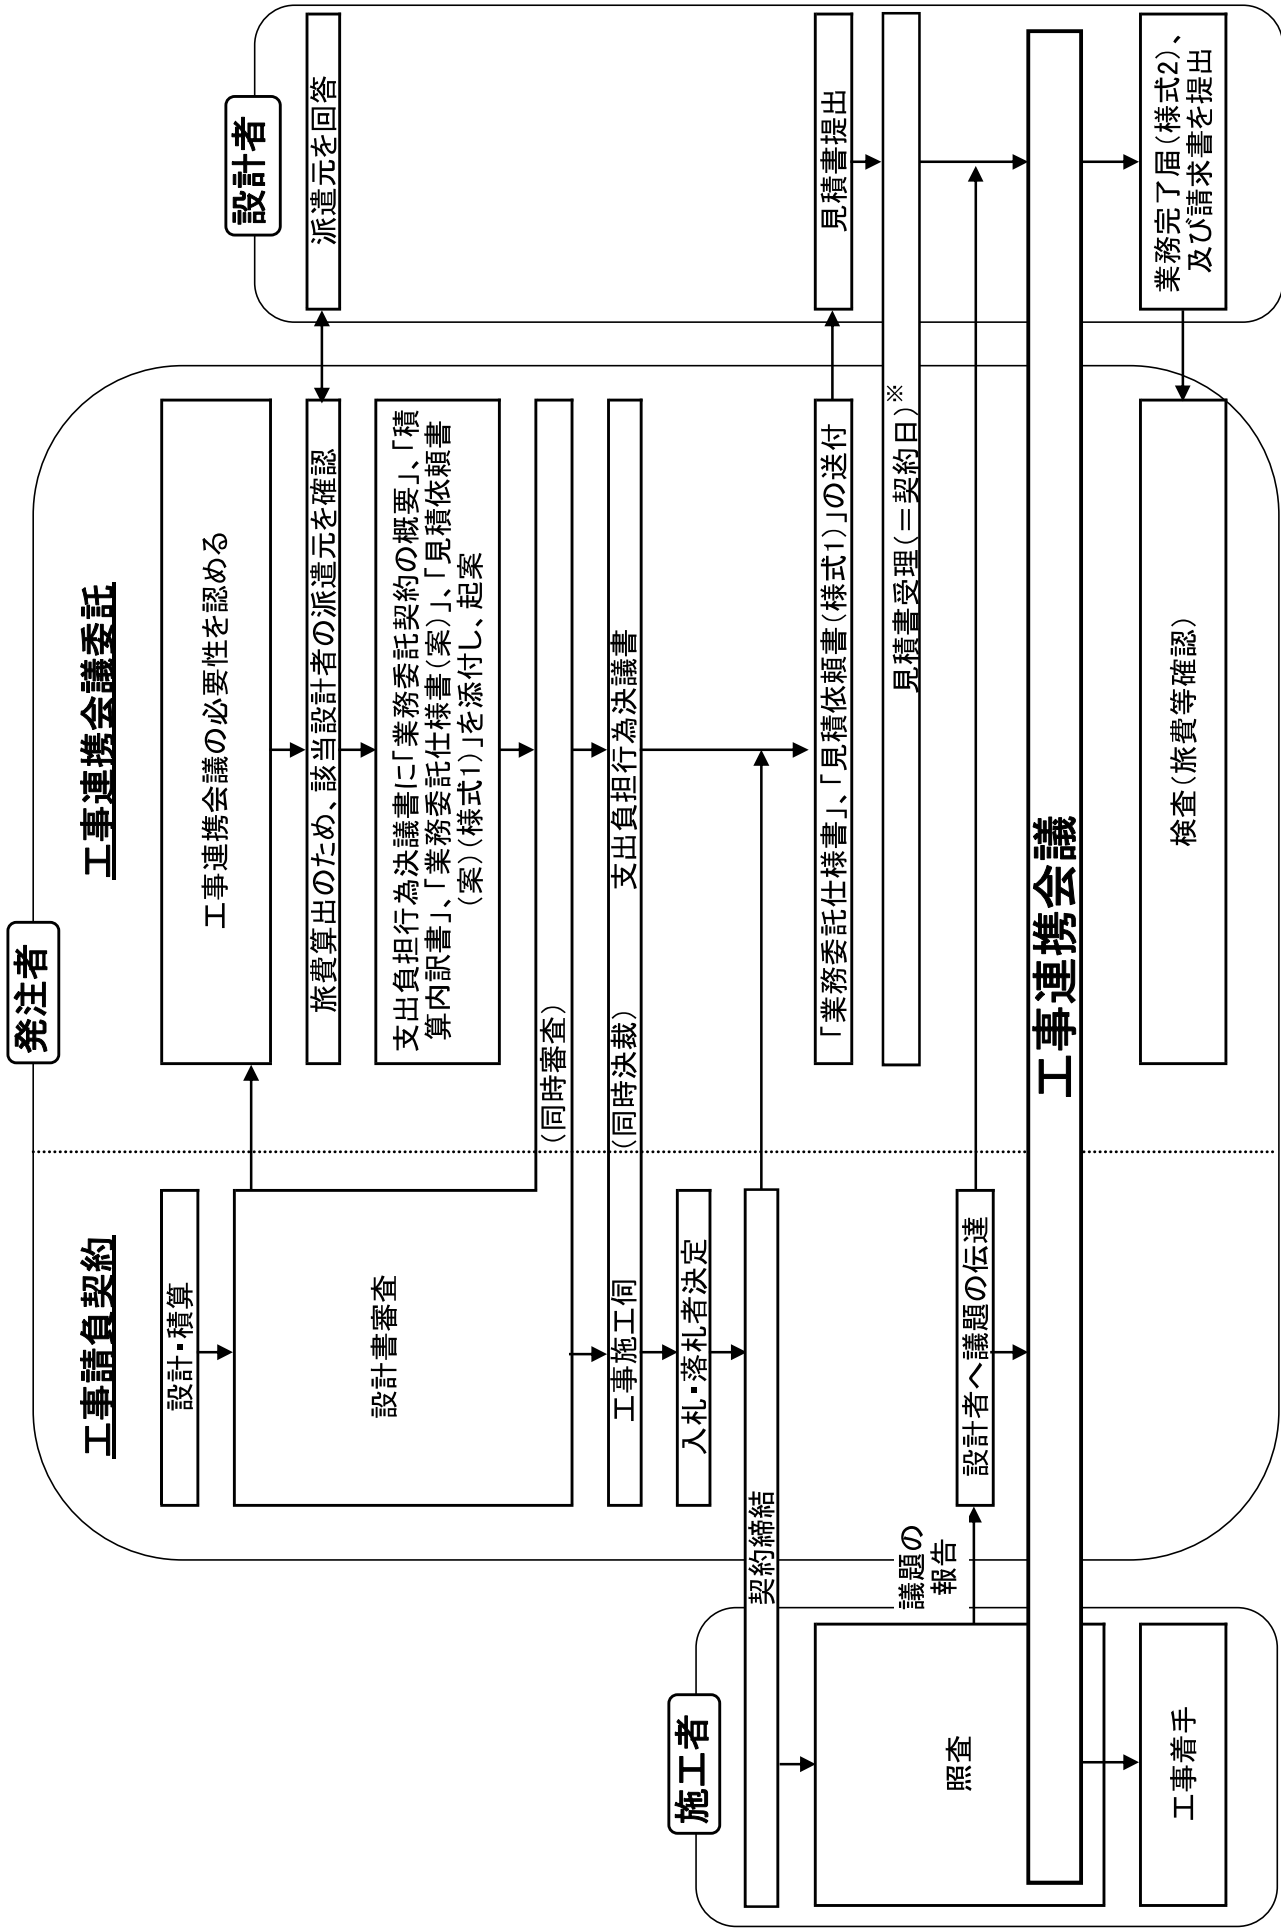 発注者
工事請負契約
工事連携会議委託
設計者
施工者
設計・積算
設計書審査
(同時審査)
工事施工伺
(同時決裁)
支出負担行為決議書
入札・落札者決定
契約締結
工事連携会議の必要性を認める
旅費算出のため、該当設計者の派遣元を確認
派遣元を回答
支出負担行為決議書に「業務委託契約の概要」、「積
算内訳書」、「業務委託仕様書(案)」、「見積依頼書
(案)(様式1)」を添付し、起案
「業務委託仕様書」、「見積依頼書(様式1)」の送付
見積書提出
見積書受理(=契約日)※
照査
議題の
報告
設計者へ議題の伝達
工事連携会議
工事着手
検査(旅費等確認)
業務完了届(様式2)、
及び請求書を提出